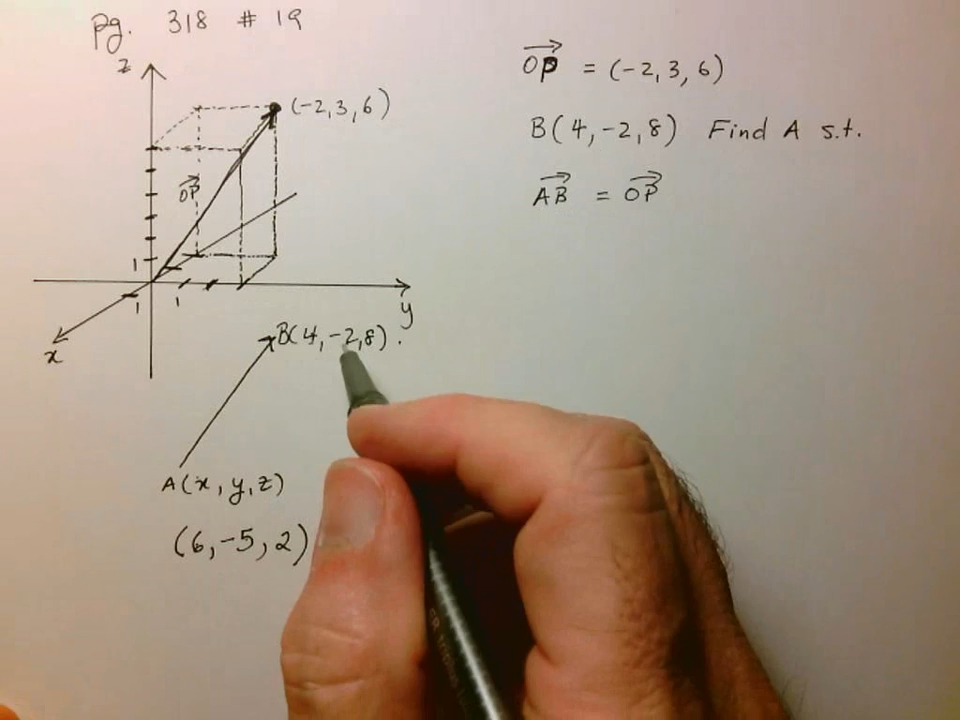 pg. 318 # 19
z
(-2,3,6)
OP
1
1
1
y
x
B(4,-2,8).
A(x,y,z)
(6,-5,2)
OP = (-2,3,6)
B(4,-2,8) Find A s.t.
AB = OP